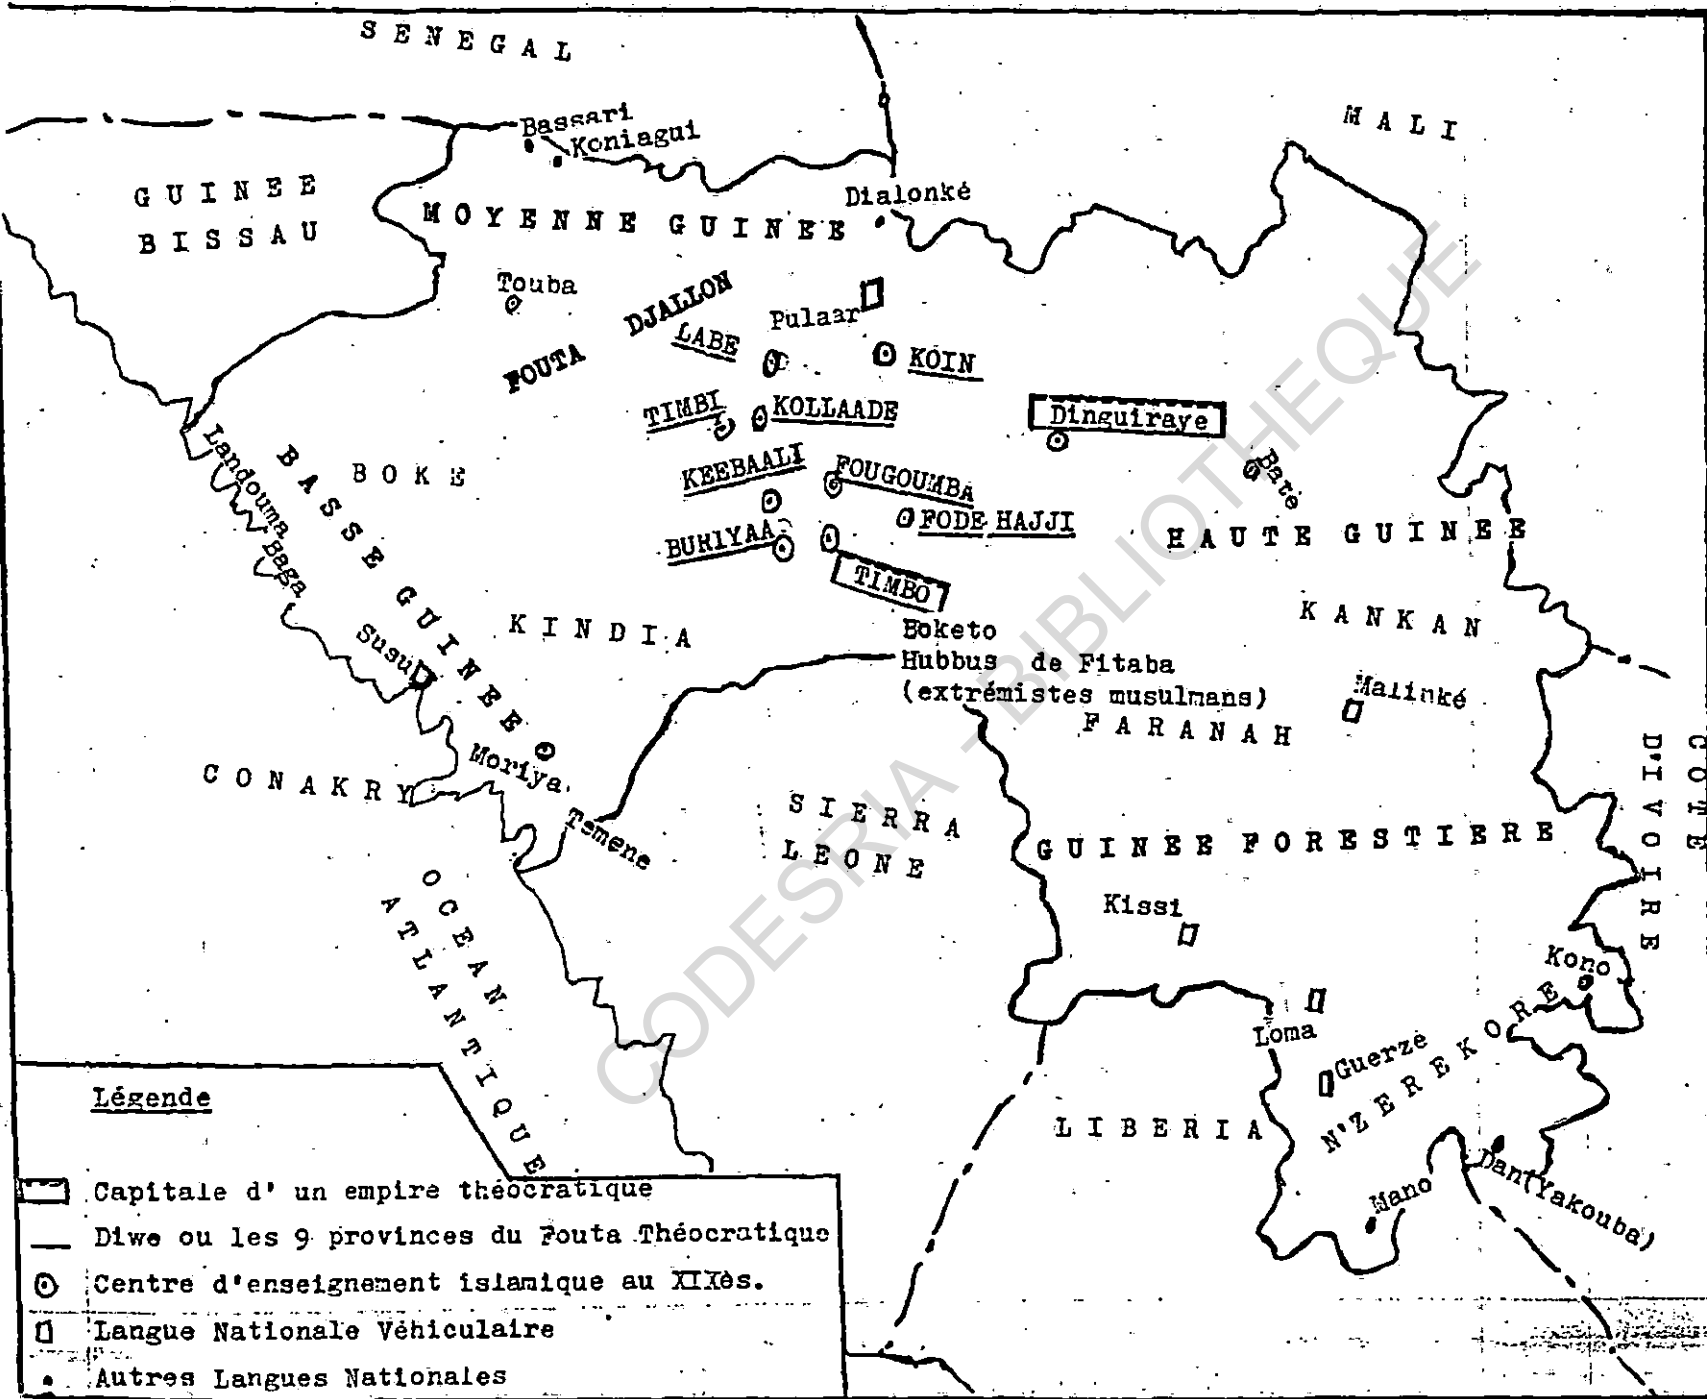 SENEGAL
MALI
Bassari
Koniagui
GUINEE
BISSAU
Dialonké
MOYENNE GUINEE
Touba
FOUTA DJALLON
Pulaar
LABE
KOIN
TIMBI
KOLLAADE
Dinguiraye
BOKE
KEEBAALI
FOUGOUMBA
Baté
Landouma
FODE HAJJI
BASSE GUINEE
HAUTE GUINEE
BURIYAA
Baga
TIMBO
KINDIA
KANKAN
Susu
Boketo
Hubbus de Fitaba
(extrémistes musulmans)
Malinké
FARANAH
COTE
D'IVOIRE
CONAKRY
Moriya
SIERRA
LEONE
Temene
GUINEE FORESTIERE
OCEAN
ATLANTIQUE
Kissi
Kono
Loma
Guerzé
N'ZEREKORE
LIBERIA
Mano
Dan(Yakouba)
Légende
Capitale d' un empire théocratique
Diwe ou les 9 provinces du Fouta Théocratique
Centre d'enseignement islamique au XIXès.
Langue Nationale Véhiculaire
Autres Langues Nationales
CODESRIA - BIBLIOTHEQUE